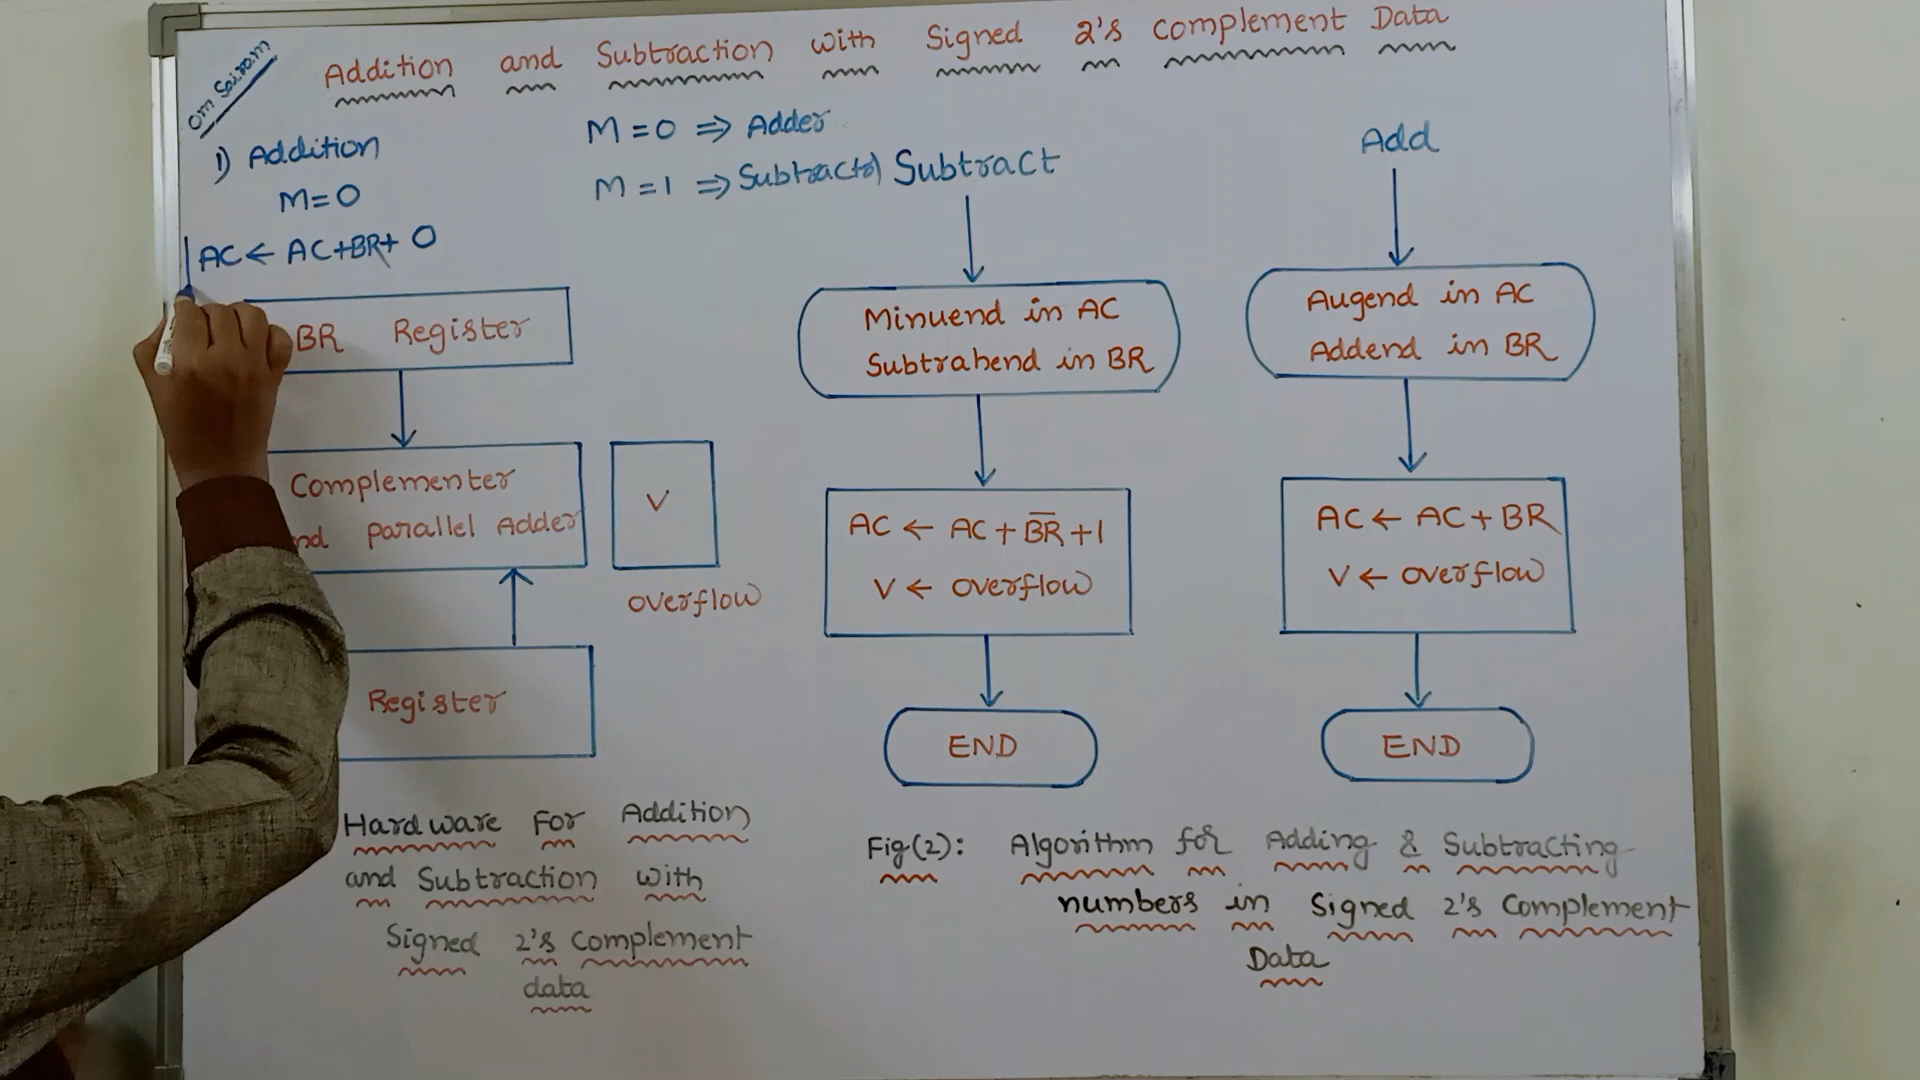 Om Sairam
Addition and Subtraction with Signed 2's Complement Data
1) Addition
M=0
AC ← AC+BR+ 0
M=0 ⇒ Adder
M=1 ⇒ Subtractor
BR Register
Complementer
nd parallel Adder
V
overflow
Register
Hardware For Addition
and Subtraction with
Signed 2's Complement
data
Subtract
Minuend in AC
Subtrahend in BR
AC ← AC + B̅R̅ +1
V ← overflow
END
Add
Augend in AC
Addend in BR
AC ← AC + BR
V ← overflow
END
Fig(2): Algorithm for Adding & Subtracting
numbers in Signed 2's Complement
Data